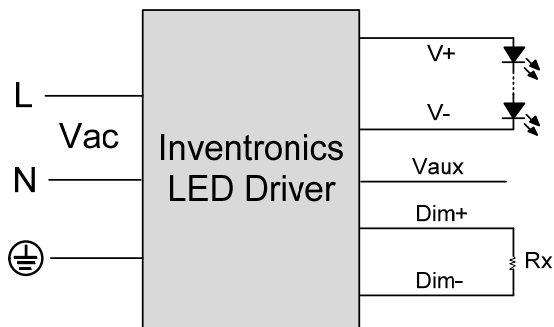 L
Vac
N
Inventronics
LED Driver
V+
V-
Vaux
Dim+
Rx
Dim-